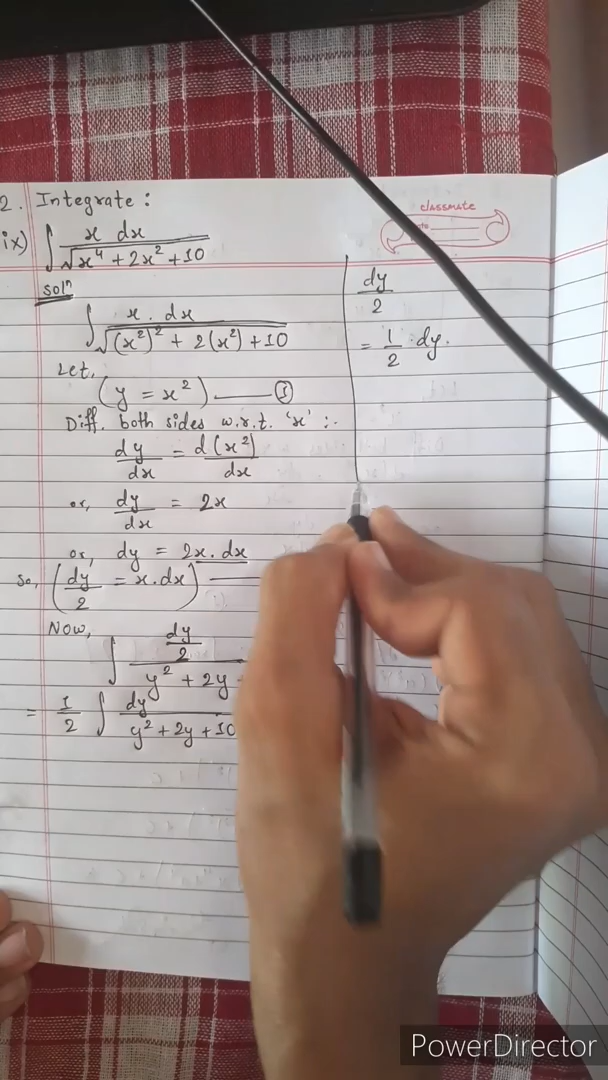 2. Integrate :
classmate
ix) ∫ x dx / √(x⁴ + 2x² + 10)
Solⁿ
∫ x. dx / √((x²)² + 2(x²) + 10)
Let,
(y = x²) —— ①
Diff. both sides w.r.t. 'x' :-
dy/dx = d(x²)/dx
or, dy/dx = 2x
or, dy = 2x. dx
So, (dy/2 = x.dx) ——
Now,
∫ (dy/2) / y² + 2y
= 1/2 ∫ dy / y² + 2y + 10
dy/2
= 1/2 dy.
PowerDirector